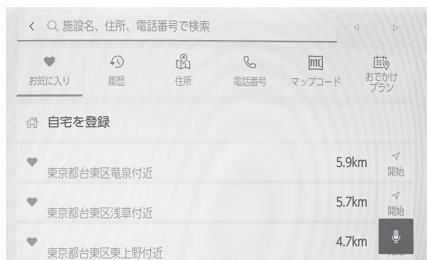 施設名、住所、電話番号で検索
お気に入り 履歴 住所 電話番号 マップコード おでかけプラン
自宅を登録
5.9km
東京都台東区竜泉付近 開始
5.7km
東京都台東区浅草付近 開始
4.7km
東京都台東区東上野付近